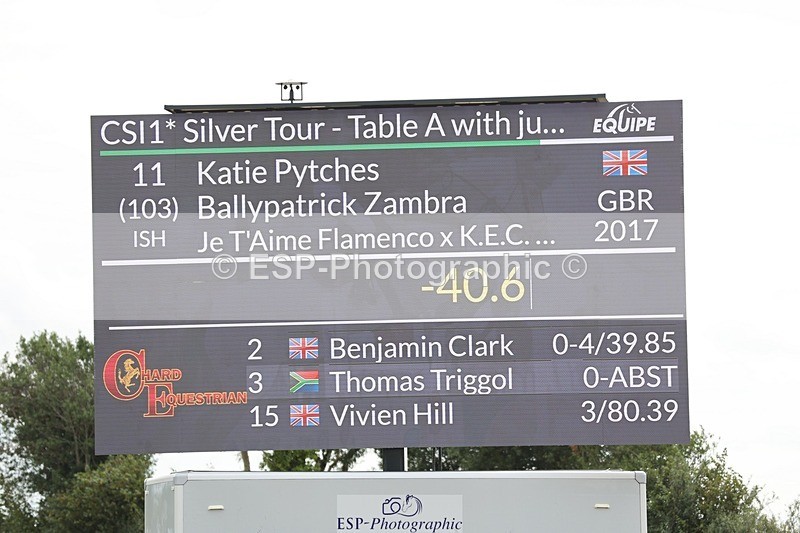 CSI1* Silver Tour - Table A with ju...
EQUIPE
11 Katie Pytches
(103) Ballypatrick Zambra GBR
ISH Je T'Aime Flamenco x K.E.C. ... 2017
© ESP-Photographic ©
-40.6
2 Benjamin Clark 0-4/39.85
3 Thomas Triggol 0-ABST
15 Vivien Hill 3/80.39
CHARD
EQUESTRIAN
ESP-Photographic